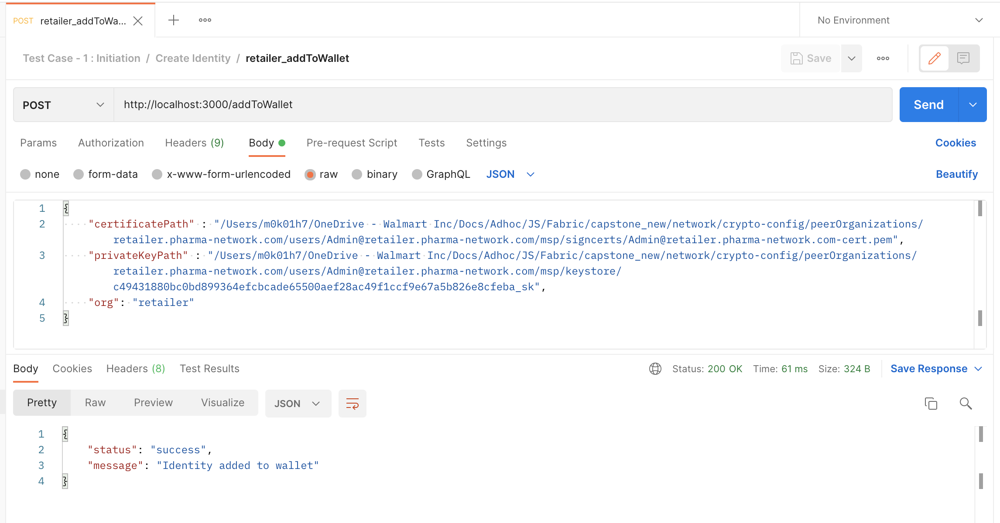 POST retailer_addToWa...
No Environment
Test Case - 1 : Initiation / Create Identity / retailer_addToWallet
Save
POST http://localhost:3000/addToWallet
Send
Params Authorization Headers (9) Body Pre-request Script Tests Settings Cookies
none form-data x-www-form-urlencoded raw binary GraphQL JSON Beautify
1 {
2 "certificatePath" : "/Users/m0k01h7/OneDrive - Walmart Inc/Docs/Adhoc/JS/Fabric/capstone_new/network/crypto-config/peerOrganizations/
retailer.pharma-network.com/users/Admin@retailer.pharma-network.com/msp/signcerts/Admin@retailer.pharma-network.com-cert.pem",
3 "privateKeyPath" : "/Users/m0k01h7/OneDrive - Walmart Inc/Docs/Adhoc/JS/Fabric/capstone_new/network/crypto-config/peerOrganizations/
retailer.pharma-network.com/users/Admin@retailer.pharma-network.com/msp/keystore/
c49431880bc0bd899364efcbcade65500aef28ac49f1ccf9e67a5b826e8cfeba_sk",
4 "org": "retailer"
5 }
Body Cookies Headers (8) Test Results Status: 200 OK Time: 61 ms Size: 324 B Save Response
Pretty Raw Preview Visualize JSON
1 {
2 "status": "success",
3 "message": "Identity added to wallet"
4 }